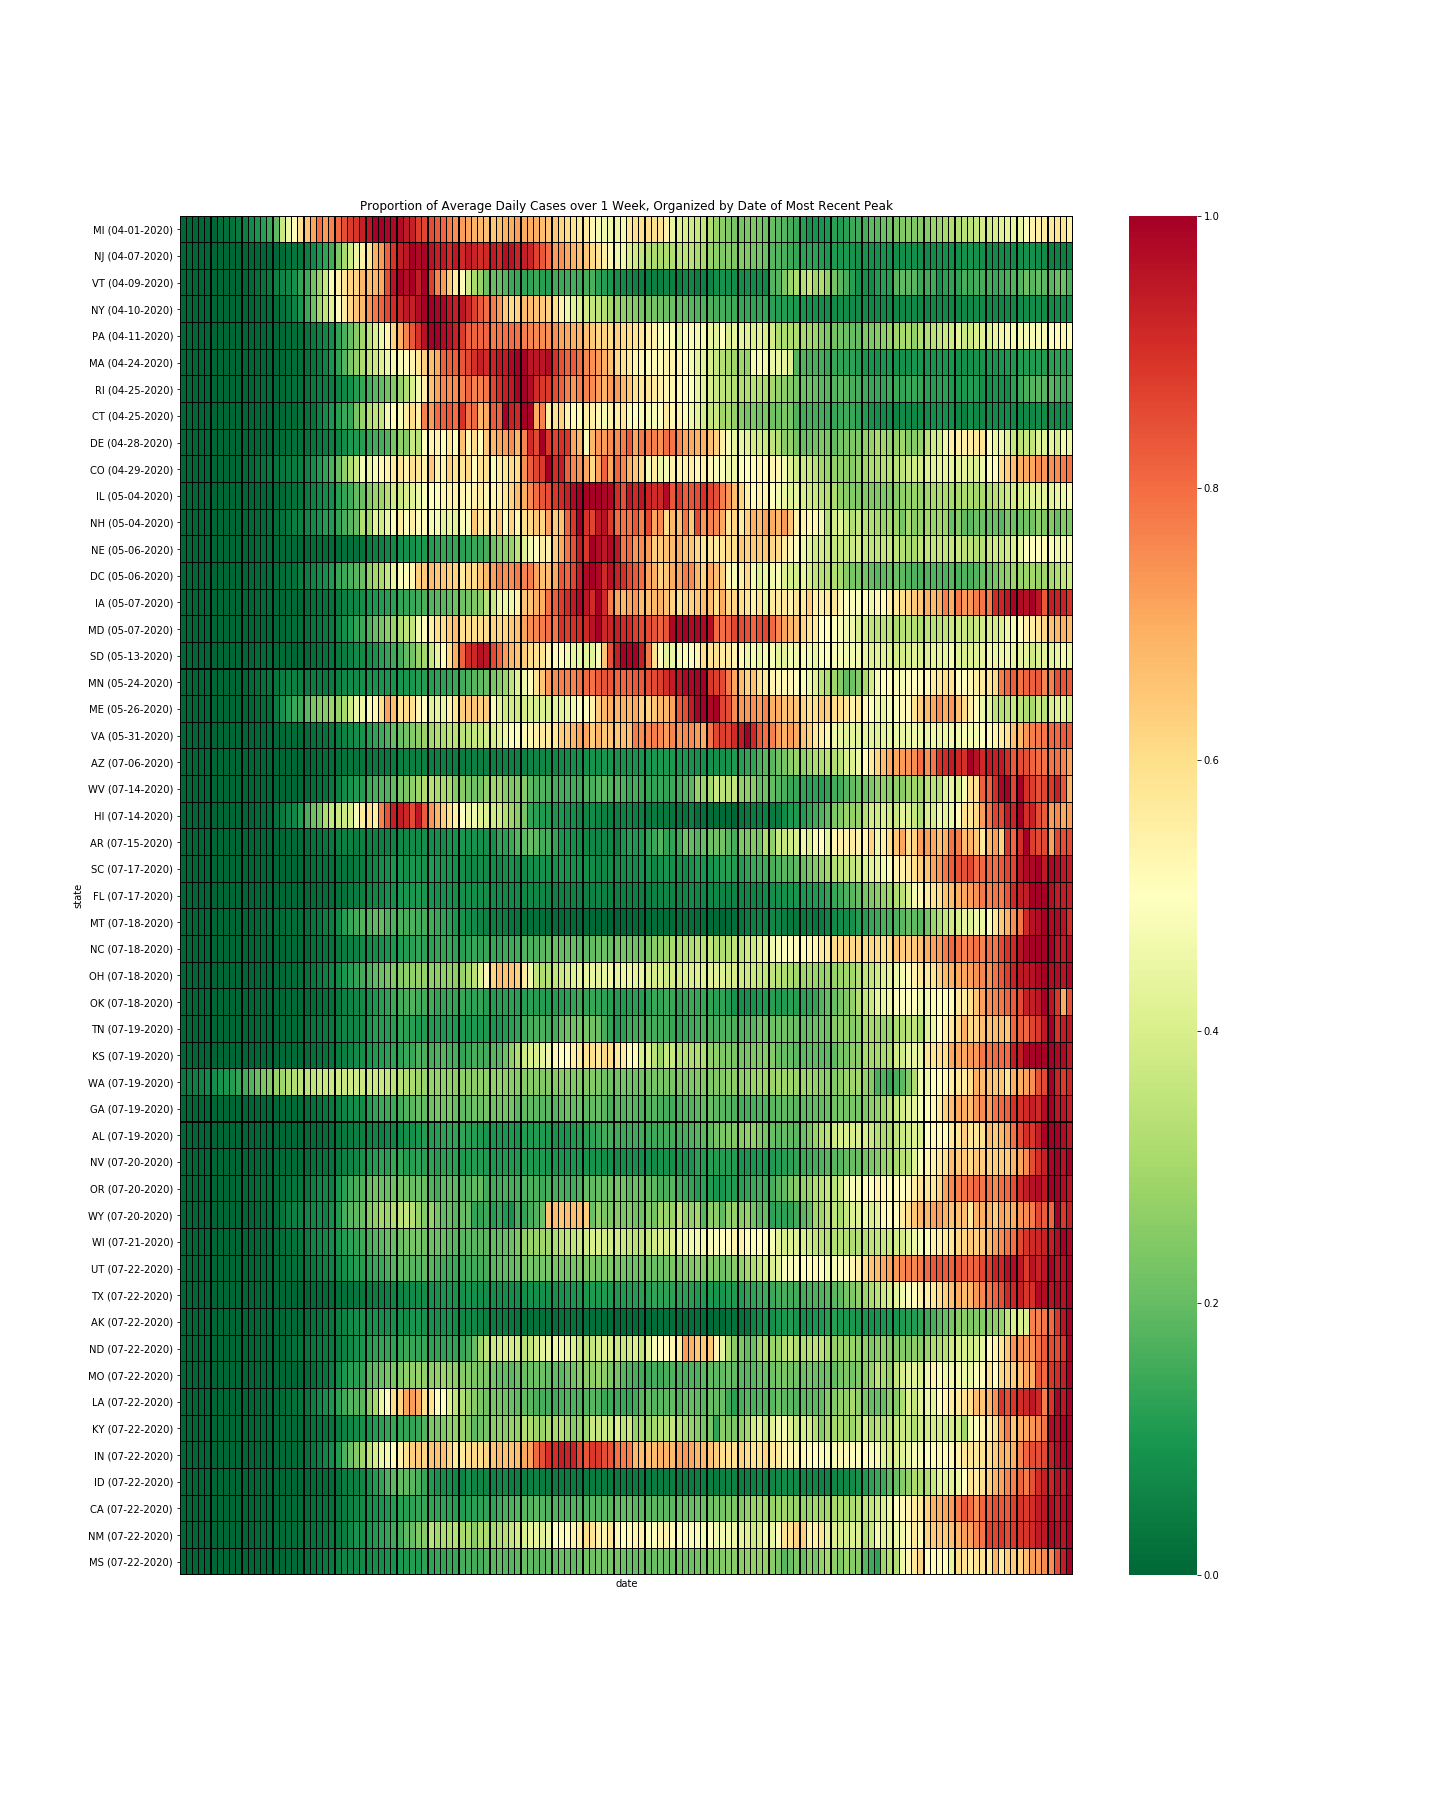 Proportion of Average Daily Cases over 1 Week, Organized by Date of Most Recent Peak
MI (04-01-2020)
NJ (04-07-2020)
VT (04-09-2020)
NY (04-10-2020)
PA (04-11-2020)
MA (04-24-2020)
RI (04-25-2020)
CT (04-25-2020)
DE (04-28-2020)
CO (04-29-2020)
IL (05-04-2020)
NH (05-04-2020)
NE (05-06-2020)
DC (05-06-2020)
IA (05-07-2020)
MD (05-07-2020)
SD (05-13-2020)
MN (05-24-2020)
ME (05-26-2020)
VA (05-31-2020)
AZ (07-06-2020)
WV (07-14-2020)
HI (07-14-2020)
AR (07-15-2020)
SC (07-17-2020)
FL (07-17-2020)
MT (07-18-2020)
NC (07-18-2020)
OH (07-18-2020)
OK (07-18-2020)
TN (07-19-2020)
KS (07-19-2020)
WA (07-19-2020)
GA (07-19-2020)
AL (07-19-2020)
NV (07-20-2020)
OR (07-20-2020)
WY (07-20-2020)
WI (07-21-2020)
UT (07-22-2020)
TX (07-22-2020)
AK (07-22-2020)
ND (07-22-2020)
MO (07-22-2020)
LA (07-22-2020)
KY (07-22-2020)
IN (07-22-2020)
ID (07-22-2020)
CA (07-22-2020)
NM (07-22-2020)
MS (07-22-2020)
state
date
1.0
0.8
0.6
0.4
0.2
0.0